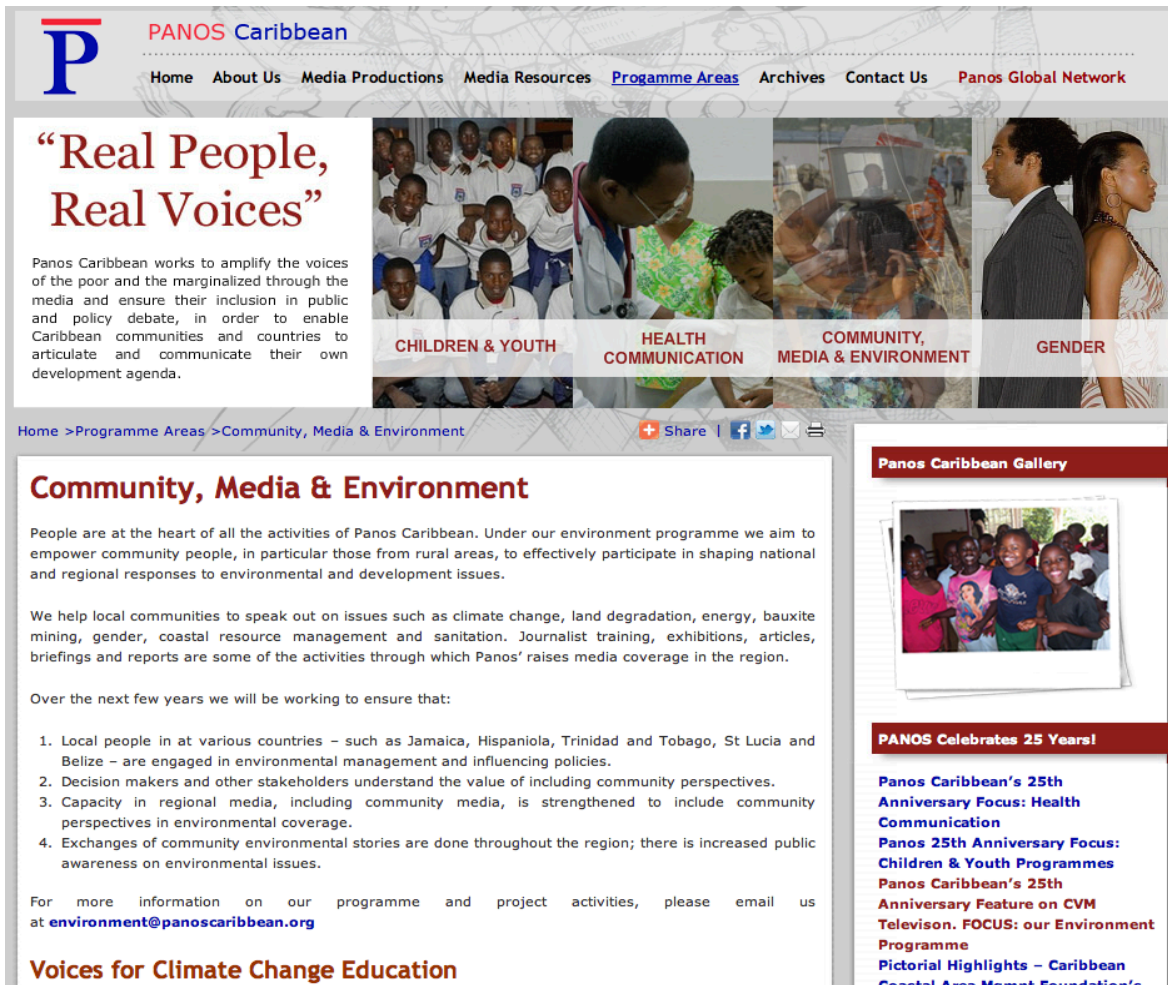 P
PANOS Caribbean
Home About Us Media Productions Media Resources Progamme Areas Archives Contact Us Panos Global Network
“Real People,
Real Voices”
Panos Caribbean works to amplify the voices
of the poor and the marginalized through the
media and ensure their inclusion in public
and policy debate, in order to enable
Caribbean communities and countries to
articulate and communicate their own
development agenda.
CHILDREN & YOUTH
HEALTH
COMMUNICATION
COMMUNITY,
MEDIA & ENVIRONMENT
GENDER
Home >Programme Areas >Community, Media & Environment
Share |
Community, Media & Environment
People are at the heart of all the activities of Panos Caribbean. Under our environment programme we aim to
empower community people, in particular those from rural areas, to effectively participate in shaping national
and regional responses to environmental and development issues.
We help local communities to speak out on issues such as climate change, land degradation, energy, bauxite
mining, gender, coastal resource management and sanitation. Journalist training, exhibitions, articles,
briefings and reports are some of the activities through which Panos’ raises media coverage in the region.
Over the next few years we will be working to ensure that:
1. Local people in at various countries – such as Jamaica, Hispaniola, Trinidad and Tobago, St Lucia and
Belize – are engaged in environmental management and influencing policies.
2. Decision makers and other stakeholders understand the value of including community perspectives.
3. Capacity in regional media, including community media, is strengthened to include community
perspectives in environmental coverage.
4. Exchanges of community environmental stories are done throughout the region; there is increased public
awareness on environmental issues.
For more information on our programme and project activities, please email us
at environment@panoscaribbean.org
Voices for Climate Change Education
Panos Caribbean Gallery
PANOS Celebrates 25 Years!
Panos Caribbean’s 25th
Anniversary Focus: Health
Communication
Panos 25th Anniversary Focus:
Children & Youth Programmes
Panos Caribbean’s 25th
Anniversary Feature on CVM
Televison. FOCUS: our Environment
Programme
Pictorial Highlights – Caribbean
Coastal Area Mgmt Foundation’s